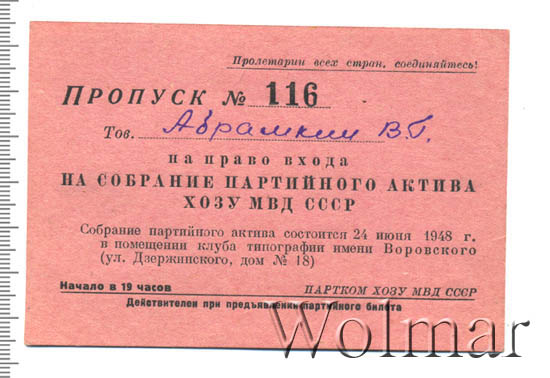 Пролетарии всех стран, соединяйтесь!
ПРОПУСК № 116
Тов. Абрамкин В.Г.
на право входа
НА СОБРАНИЕ ПАРТИЙНОГО АКТИВА
ХОЗУ МВД СССР
Собрание партийного актива состоится 24 июня 1948 г.
в помещении клуба типографии имени Воровского
(ул. Дзержинского, дом № 18)
Начало в 19 часов ПАРТКОМ ХОЗУ МВД СССР
Действителен при предъявлении партийного билета
Wolmar